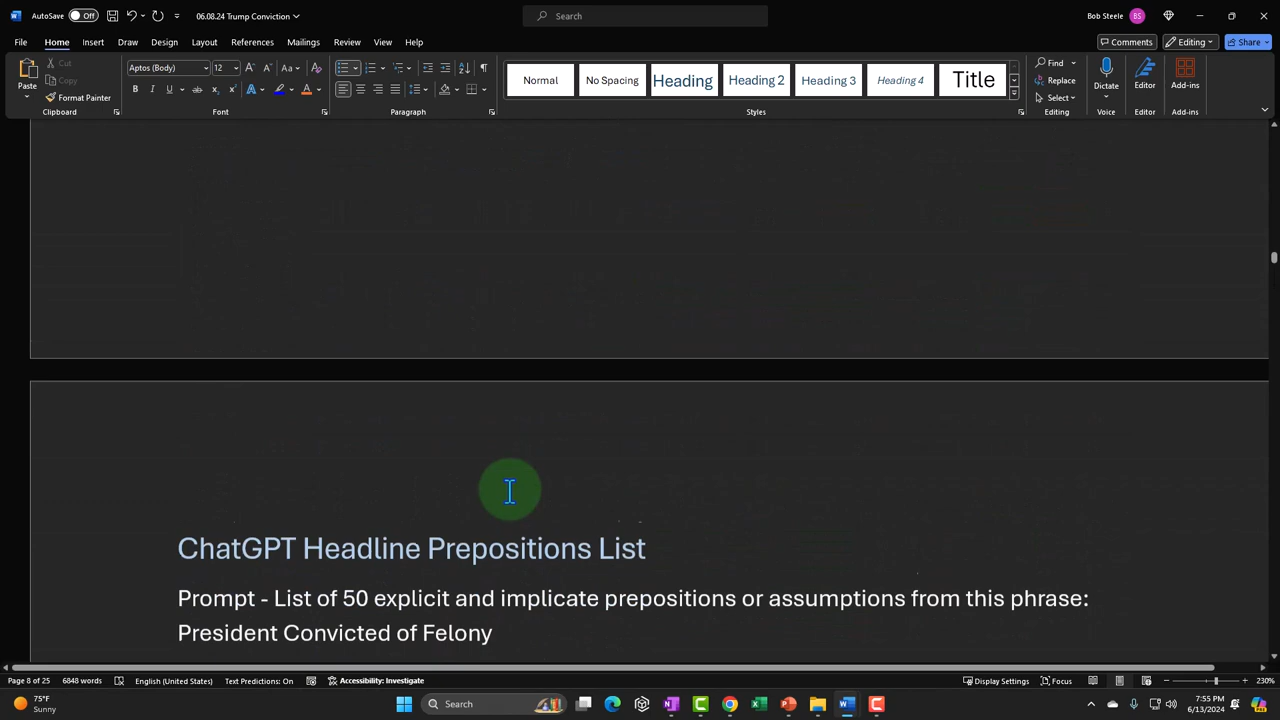 AutoSave Off 06.08.24 Trump Conviction Search Bob Steele BS
File Home Insert Draw Design Layout References Mailings Review View Help Comments Editing Share
Paste Cut Copy Format Painter
Aptos (Body) 12
Normal No Spacing Heading Heading 2 Heading 3 Heading 4 Title
Find Replace Select Dictate Editor Add-ins
Clipboard Font Paragraph Styles Editing Voice Editor Add-ins
ChatGPT Headline Prepositions List
Prompt - List of 50 explicit and implicate prepositions or assumptions from this phrase:
President Convicted of Felony
Page 8 of 25 6848 words English (United States) Text Predictions: On Accessibility: Investigate Display Settings Focus 230%
75°F
Sunny
Search
7:55 PM
6/13/2024